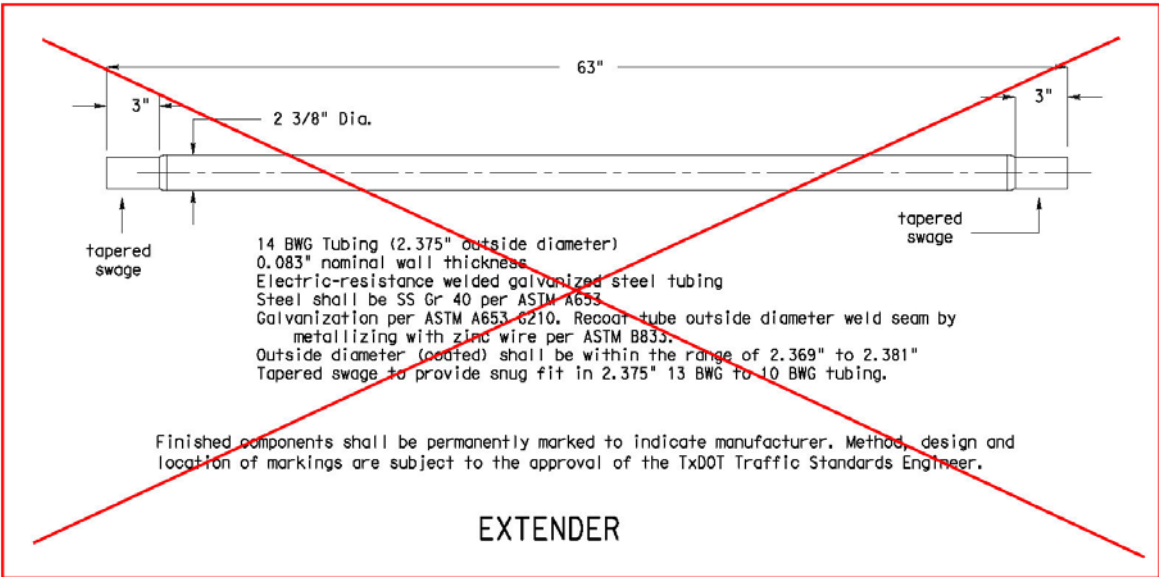 63"
3"
3"
2 3/8" Dia.
tapered
swage
tapered
swage
14 BWG Tubing (2.375" outside diameter)
0.083" nominal wall thickness
Electric-resistance welded galvanized steel tubing
Steel shall be SS Gr 40 per ASTM A653
Galvanization per ASTM A653 G210. Recoat tube outside diameter weld seam by
metallizing with zinc wire per ASTM B833.
Outside diameter (coated) shall be within the range of 2.369" to 2.381"
Tapered swage to provide snug fit in 2.375" 13 BWG to 10 BWG tubing.
Finished components shall be permanently marked to indicate manufacturer. Method, design and
location of markings are subject to the approval of the TxDOT Traffic Standards Engineer.
EXTENDER